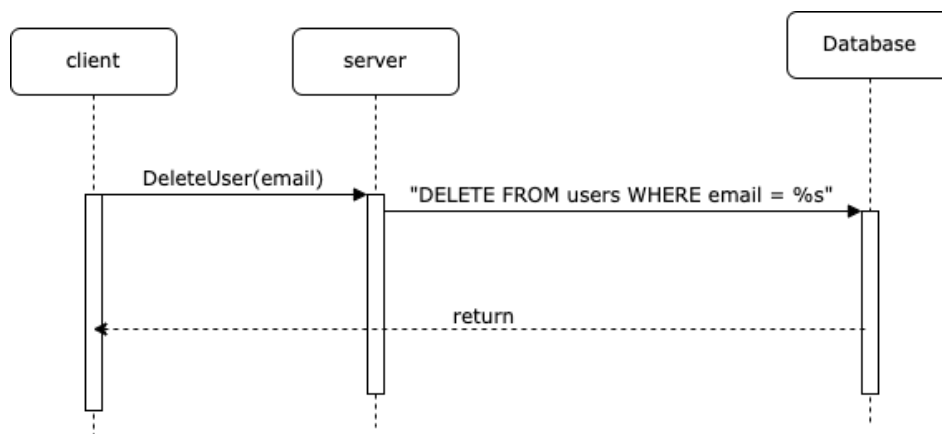 client
server
Database
DeleteUser(email)
"DELETE FROM users WHERE email = %s"
return